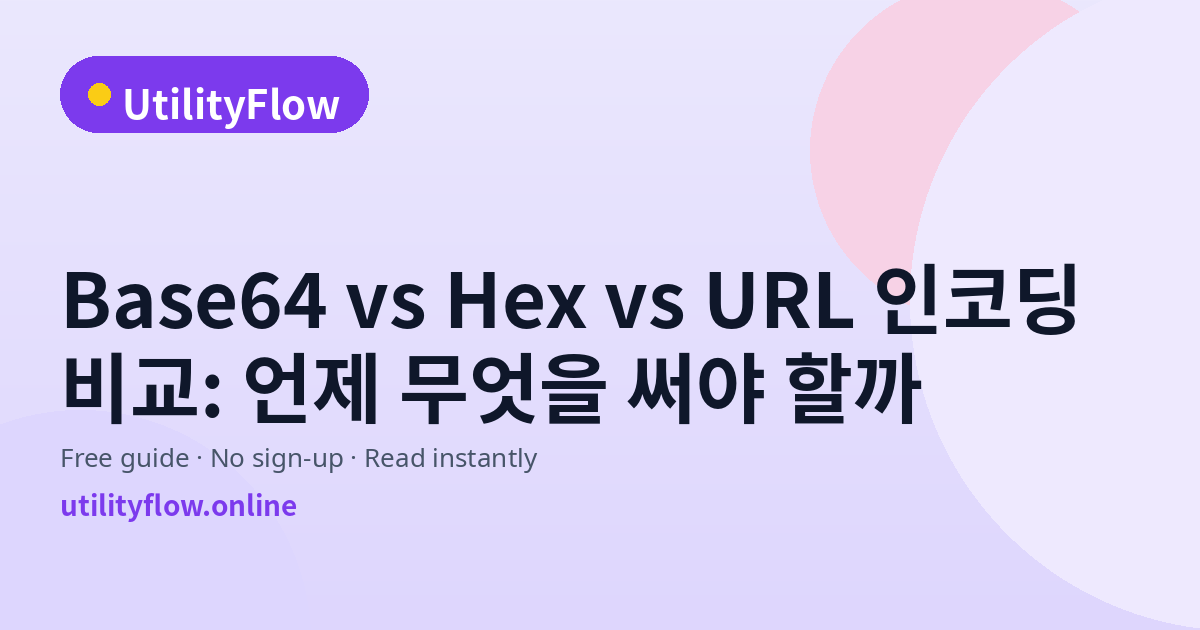 UtilityFlow
Base64 vs Hex vs URL 인코딩
비교: 언제 무엇을 써야 할까
Free guide · No sign-up · Read instantly
utilityflow.online